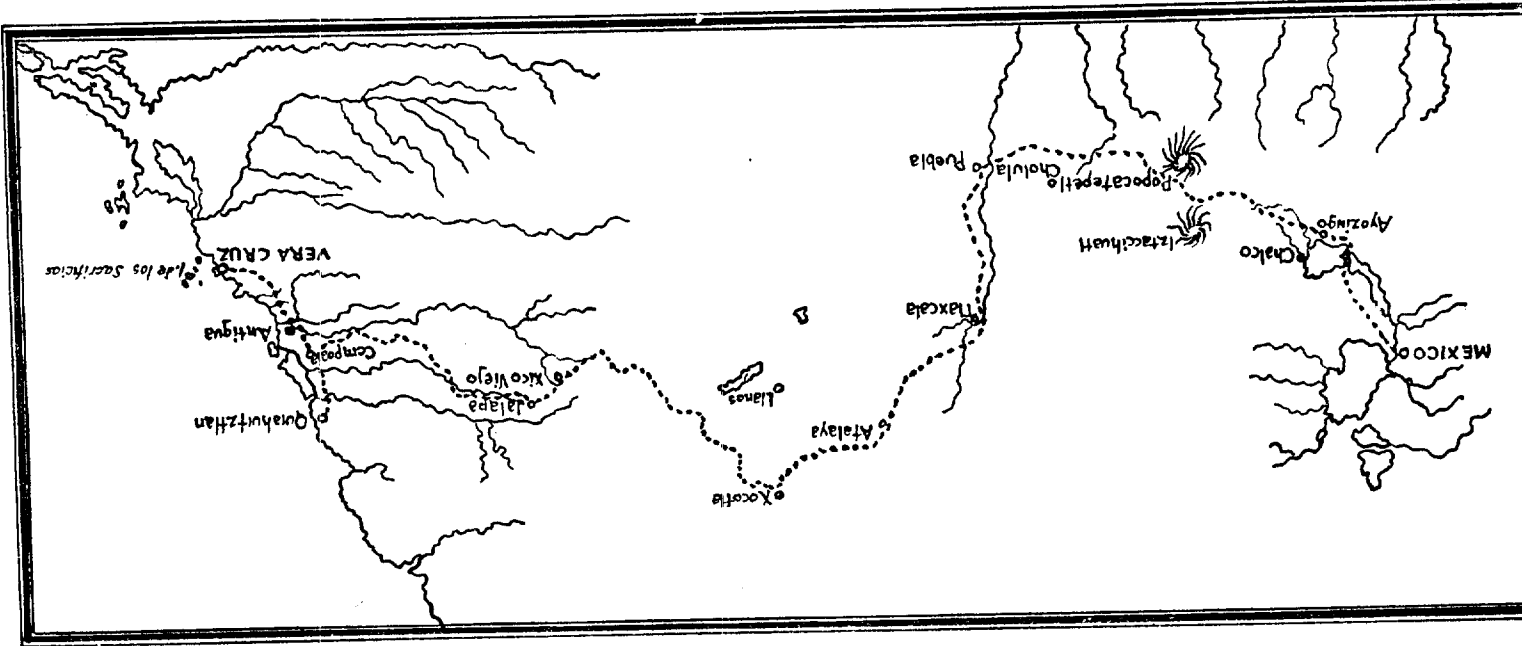 Xocotla
Quiahuitztlan
Atalaya
Jalapa
Llanos
Xico Viejo
MEXICO
Cempoala
Antigua
Tlaxcala
I. de los Sacrificios
VERA CRUZ
Chalco
Iztaccihuatl
Ayozingo
Popocatepetl
Cholula
Puebla